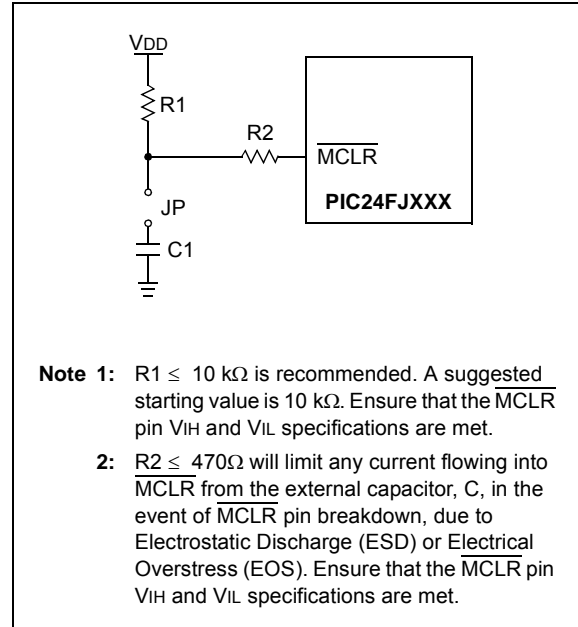 VDD
R1
R2
MCLR
PIC24FJXXX
JP
C1
Note 1: R1 ≤ 10 kΩ is recommended. A suggested
starting value is 10 kΩ. Ensure that the MCLR
pin VIH and VIL specifications are met.
2: R2 ≤ 470Ω will limit any current flowing into
MCLR from the external capacitor, C, in the
event of MCLR pin breakdown, due to
Electrostatic Discharge (ESD) or Electrical
Overstress (EOS). Ensure that the MCLR pin
VIH and VIL specifications are met.